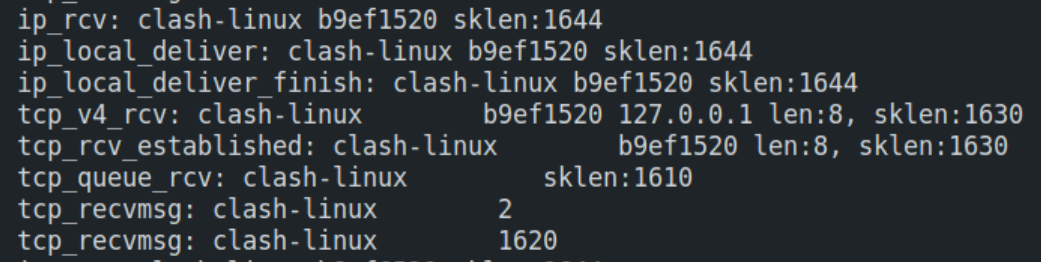 ip_rcv: clash-linux b9ef1520 sklen:1644
ip_local_deliver: clash-linux b9ef1520 sklen:1644
ip_local_deliver_finish: clash-linux b9ef1520 sklen:1644
tcp_v4_rcv: clash-linux b9ef1520 127.0.0.1 len:8, sklen:1630
tcp_rcv_established: clash-linux b9ef1520 len:8, sklen:1630
tcp_queue_rcv: clash-linux sklen:1610
tcp_recvmsg: clash-linux 2
tcp_recvmsg: clash-linux 1620